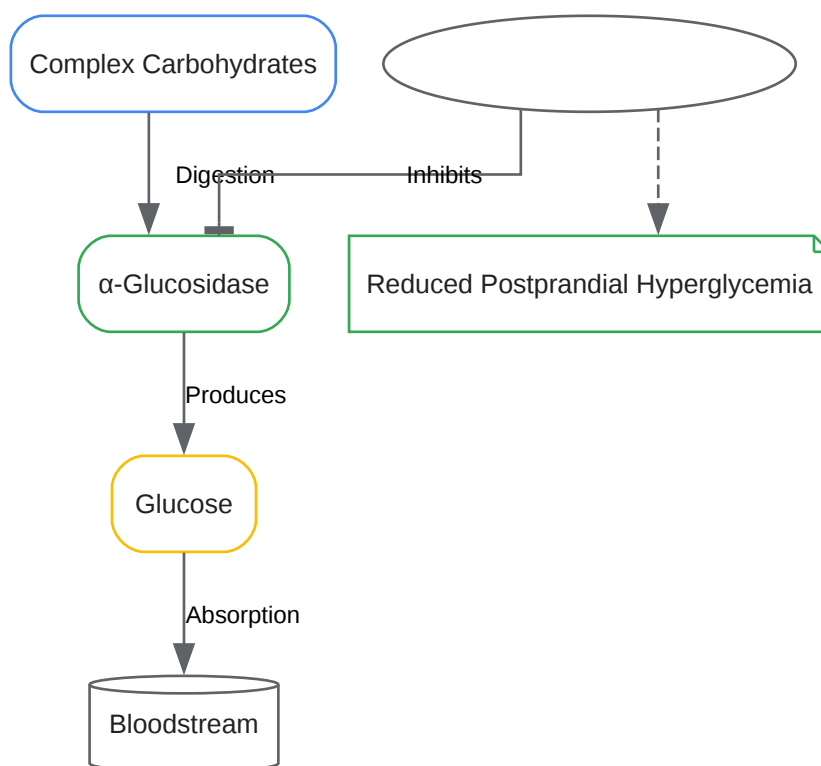 Complex Carbohydrates
Digestion
Inhibits
α-Glucosidase
Reduced Postprandial Hyperglycemia
Produces
Glucose
Absorption
Bloodstream